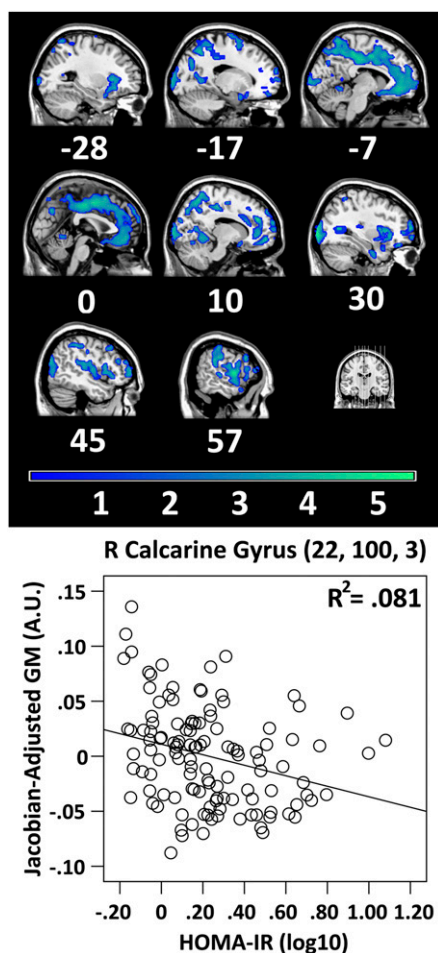 -28 -17 -7
0 10 30
45 57
1 2 3 4 5
R Calcarine Gyrus (22, 100, 3)
R2= .081
Jacobian-Adjusted GM (A.U.)
.15
.10
.05
0
-.05
-.10
-.20 0 .20 .40 .60 .80 1.00 1.20
HOMA-IR (log10)